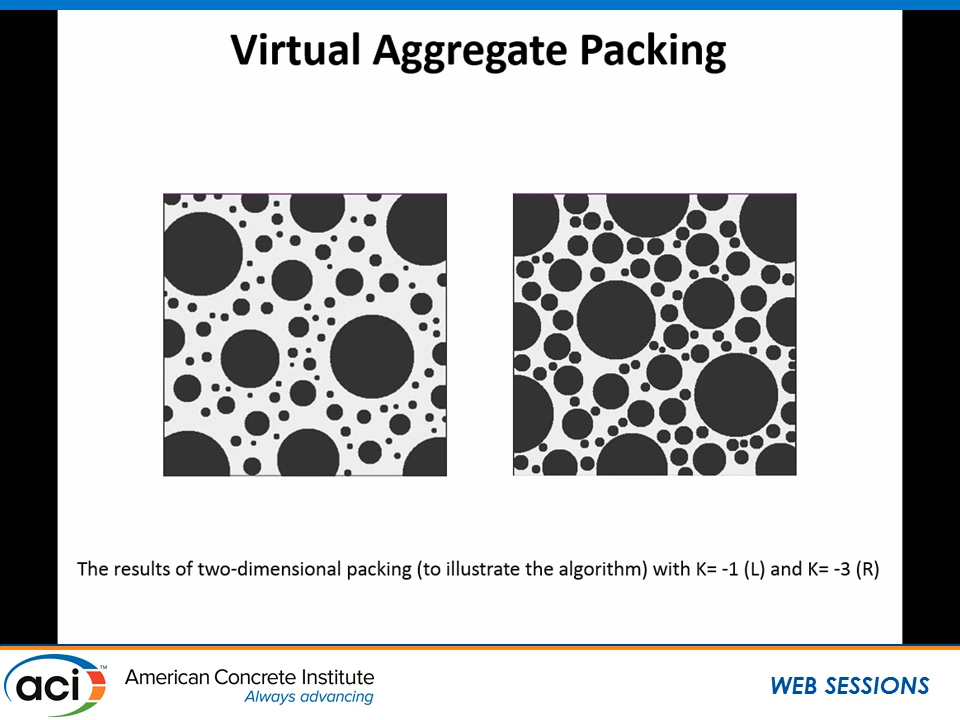 Virtual Aggregate Packing
The results of two-dimensional packing (to illustrate the algorithm) with K= -1 (L) and K= -3 (R)
aci™
American Concrete Institute
Always advancing
WEB SESSIONS